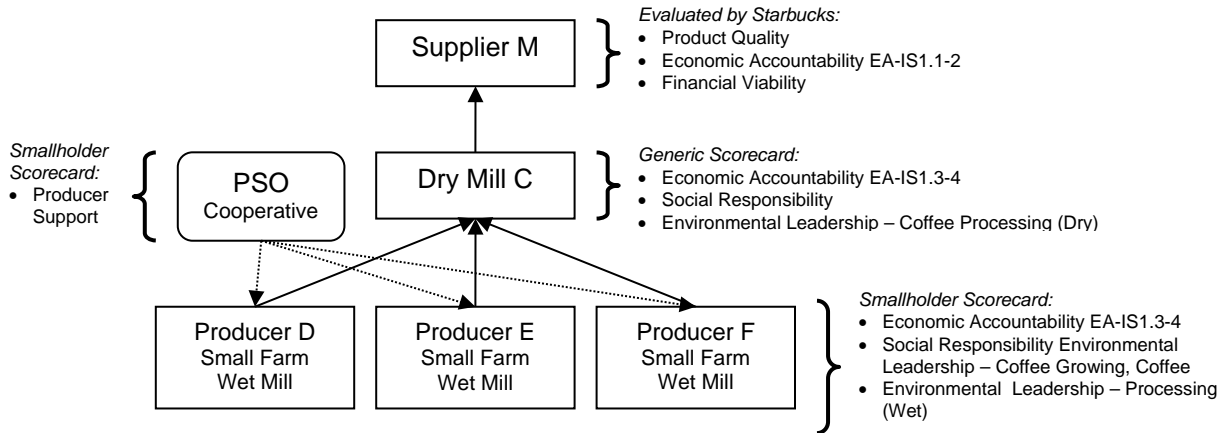 Supplier M
Evaluated by Starbucks:
• Product Quality
• Economic Accountability EA-IS1.1-2
• Financial Viability
Smallholder
Scorecard:
• Producer
Support
PSO
Cooperative
Dry Mill C
Generic Scorecard:
• Economic Accountability EA-IS1.3-4
• Social Responsibility
• Environmental Leadership – Coffee Processing (Dry)
Producer D
Small Farm
Wet Mill
Producer E
Small Farm
Wet Mill
Producer F
Small Farm
Wet Mill
Smallholder Scorecard:
• Economic Accountability EA-IS1.3-4
• Social Responsibility Environmental
Leadership – Coffee Growing, Coffee
• Environmental Leadership – Processing
(Wet)